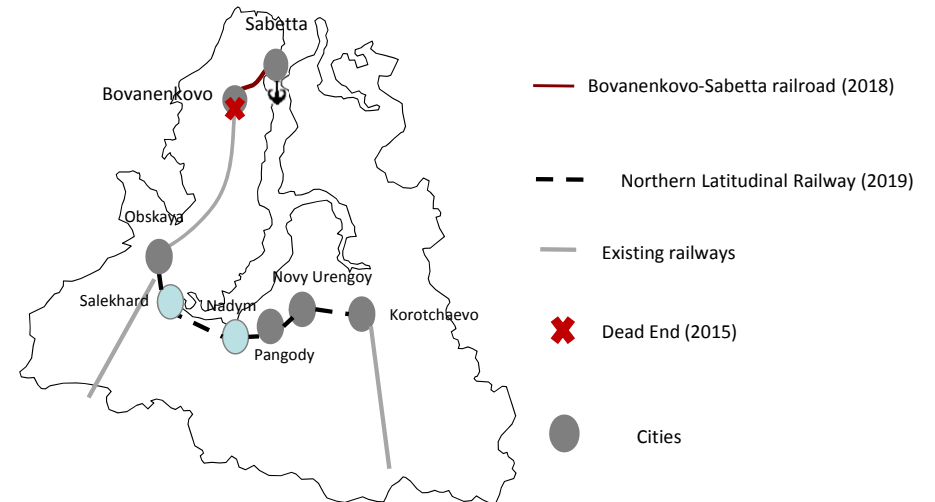 Sabetta
Bovanenkovo
Obskaya
Salekhard
Nadym
Novy Urengoy
Pangody
Korotchaevo
Bovanenkovo-Sabetta railroad (2018)
Northern Latitudinal Railway (2019)
Existing railways
Dead End (2015)
Cities